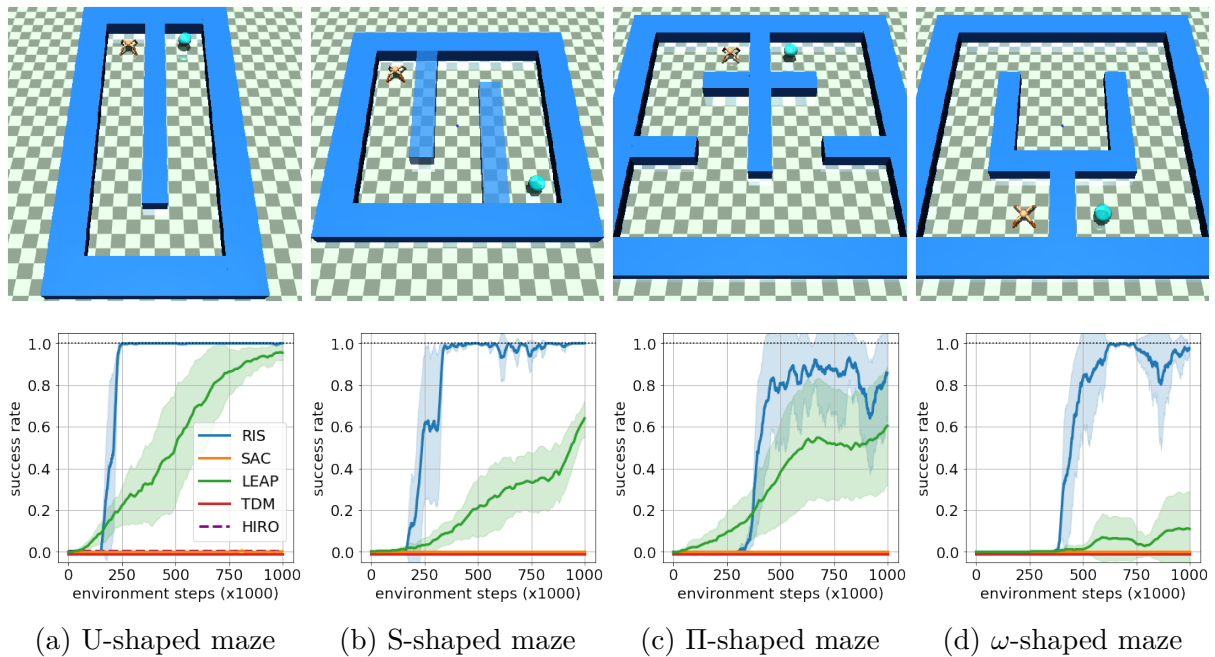 success rate
1.0
0.8
0.6
0.4
0.2
0.0
0 250 500 750 1000
environment steps (x1000)
RIS
SAC
LEAP
TDM
HIRO
(a) U-shaped maze
success rate
1.0
0.8
0.6
0.4
0.2
0.0
0 250 500 750 1000
environment steps (x1000)
(b) S-shaped maze
success rate
1.0
0.8
0.6
0.4
0.2
0.0
0 250 500 750 1000
environment steps (x1000)
(c) Π-shaped maze
success rate
1.0
0.8
0.6
0.4
0.2
0.0
0 250 500 750 1000
environment steps (x1000)
(d) ω-shaped maze